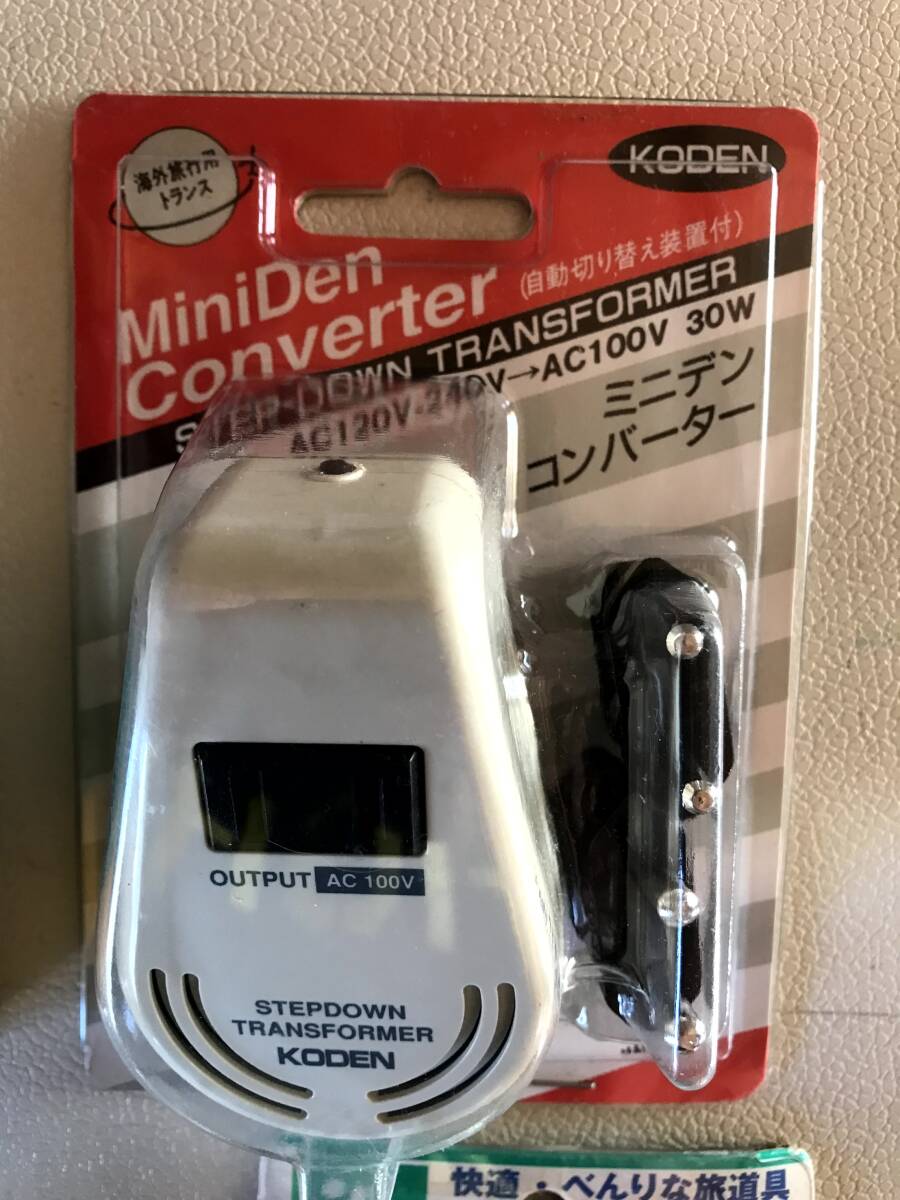 海外旅行用
トランス
KODEN
MiniDen
Converter
(自動切り替え装置付)
STEP-DOWN TRANSFORMER
AC120V-240V→AC100V 30W
ミニデン
コンバーター
OUTPUT AC 100V
STEPDOWN
TRANSFORMER
KODEN
快適・べんりな旅道具